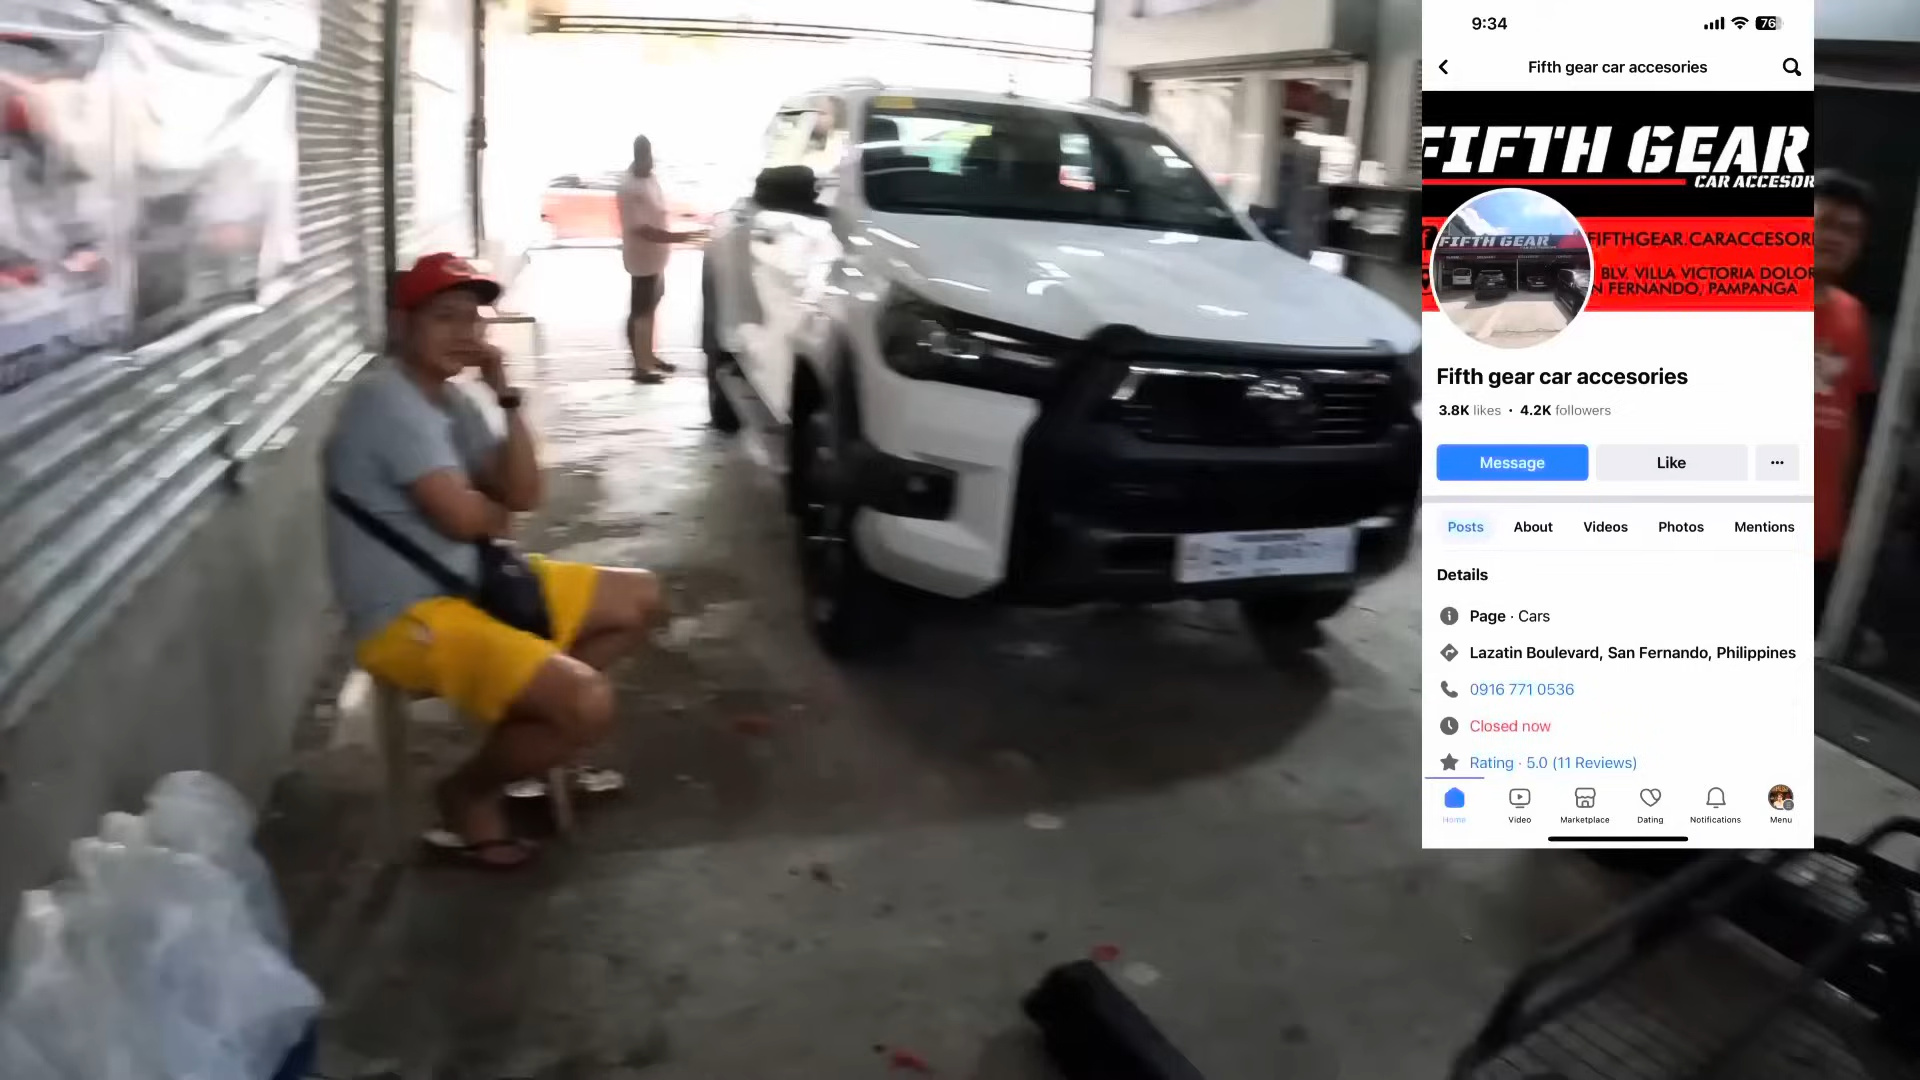 9:34
76
Fifth gear car accesories
FIFTH GEAR
CAR ACCESOR
FIFTH GEAR
FIFTHGEAR.CARACCESORI
BLV. VILLA VICTORIA DOLOR
N FERNANDO, PAMPANGA
Fifth gear car accesories
3.8K likes · 4.2K followers
Message
Like
Posts
About
Videos
Photos
Mentions
Details
Page · Cars
Lazatin Boulevard, San Fernando, Philippines
0916 771 0536
Closed now
Rating · 5.0 (11 Reviews)
Home
Video
Marketplace
Dating
Notifications
Menu